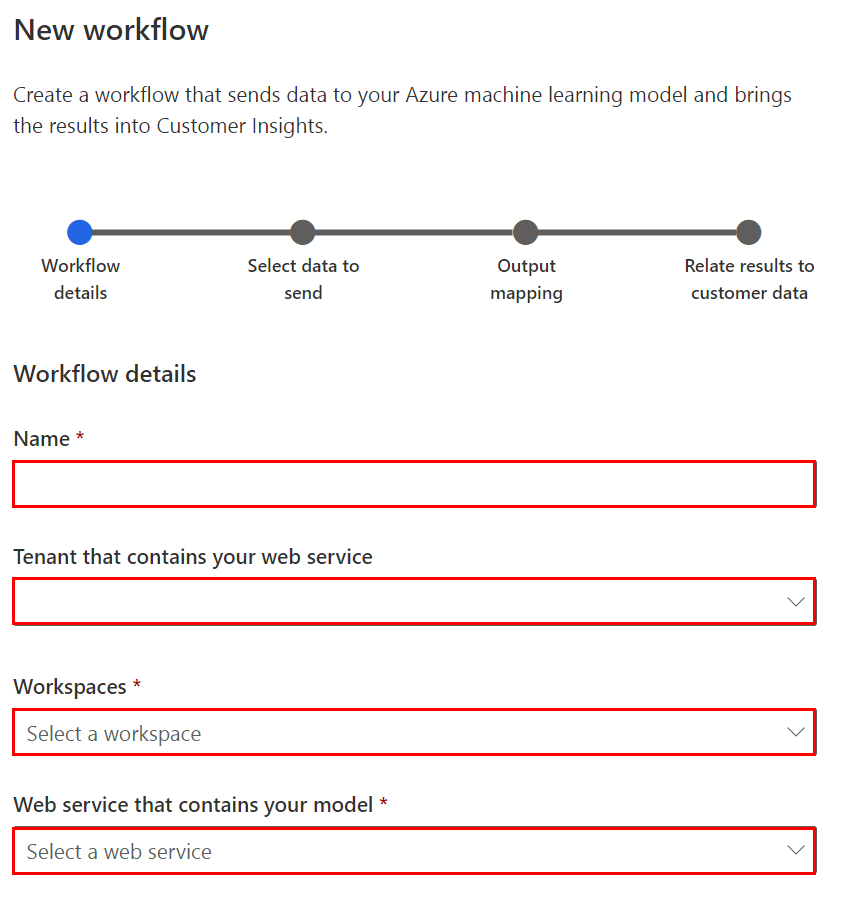 New workflow
Create a workflow that sends data to your Azure machine learning model and brings
the results into Customer Insights.
Workflow
details
Select data to
send
Output
mapping
Relate results to
customer data
Workflow details
Name *
Tenant that contains your web service
Workspaces *
Select a workspace
Web service that contains your model *
Select a web service